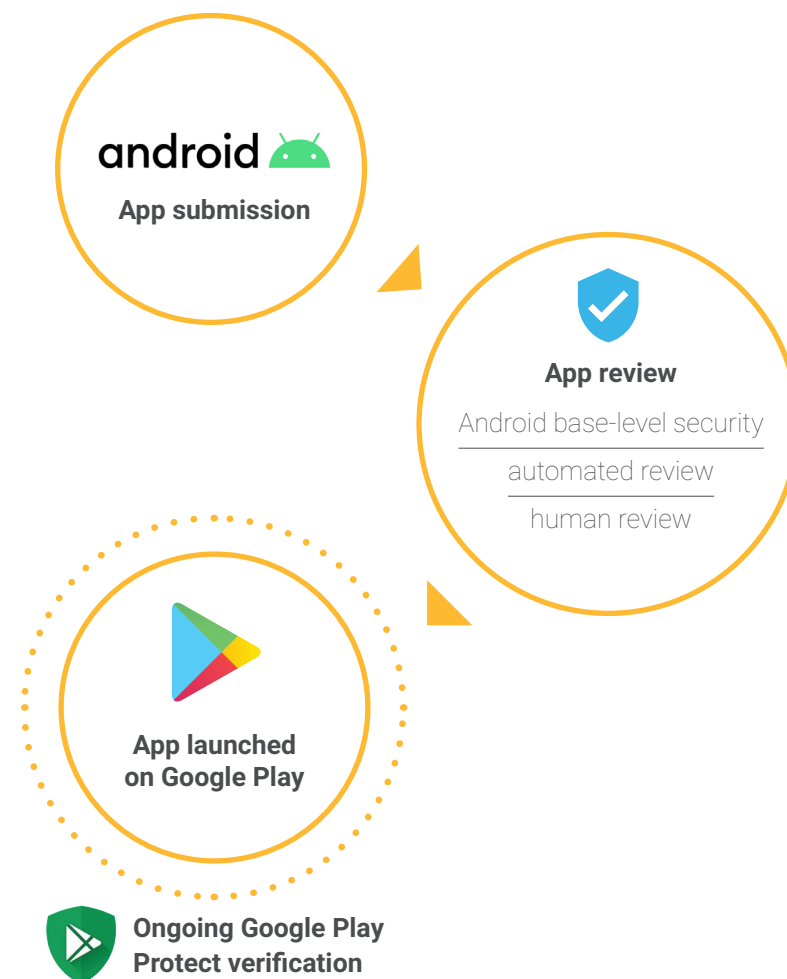 android
App submission
App review
Android base-level security
automated review
human review
App launched
on Google Play
Ongoing Google Play
Protect verification